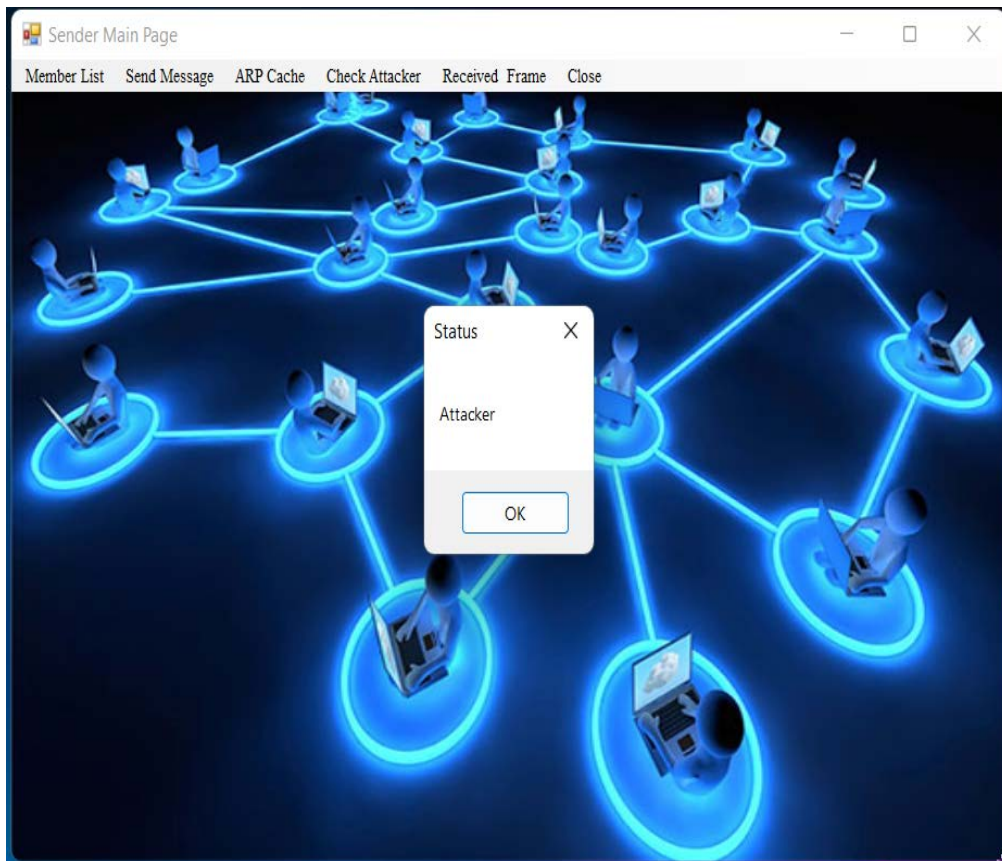 Sender Main Page
Member List Send Message ARP Cache Check Attacker Received Frame Close
Status
Attacker
OK